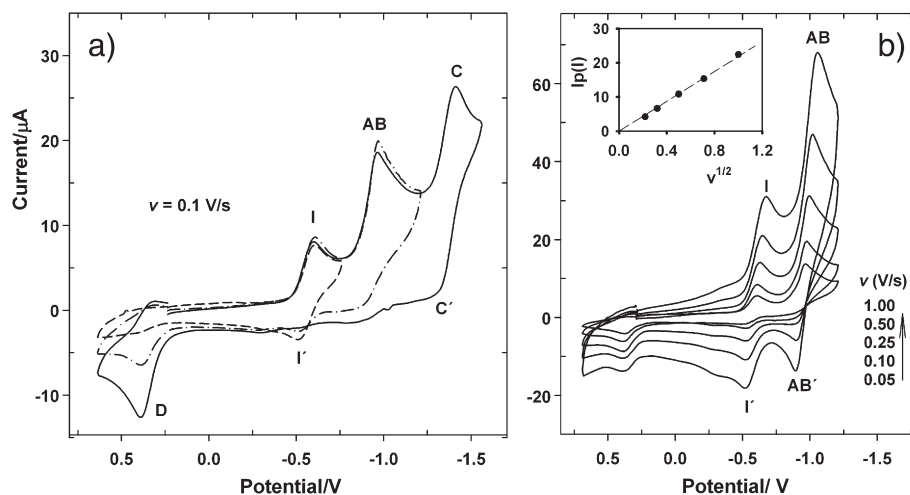 a)
Current/μA
30
20
10
0
-10
0.5
0.0
-0.5
-1.0
-1.5
Potential/V
v = 0.1 V/s
I
AB
C
C´
I´
D
b)
60
40
20
0
-20
0.5
0.0
-0.5
-1.0
-1.5
Potential/ V
AB
I
I´
AB´
v (V/s)
1.00
0.50
0.25
0.10
0.05
Ip(I)
30
20
10
0
0.0
0.4
0.8
1.2
V1/2